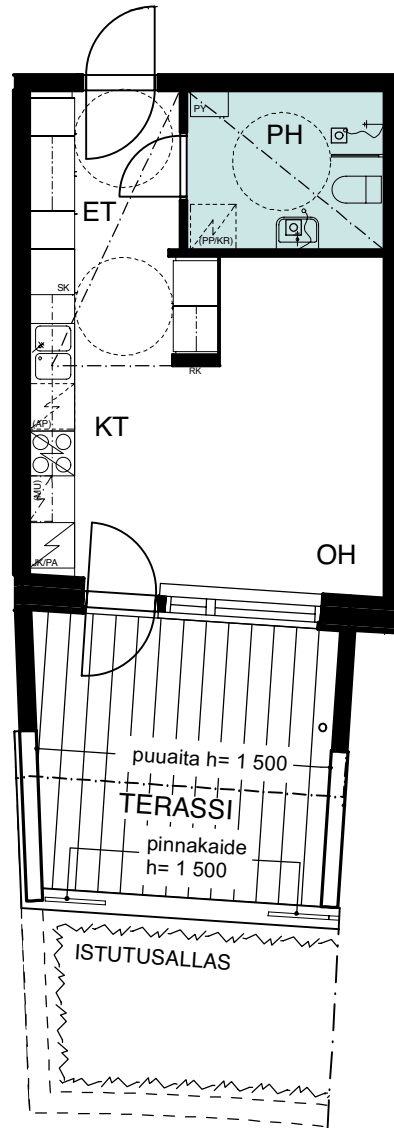 PY
PH
ET
(PP/KR)
SK
RK
(AP)
KT
(MU)
JK/PA
OH
puuaita h= 1 500
TERASSI
pinnakaide
h= 1 500
ISTUTUSALLAS